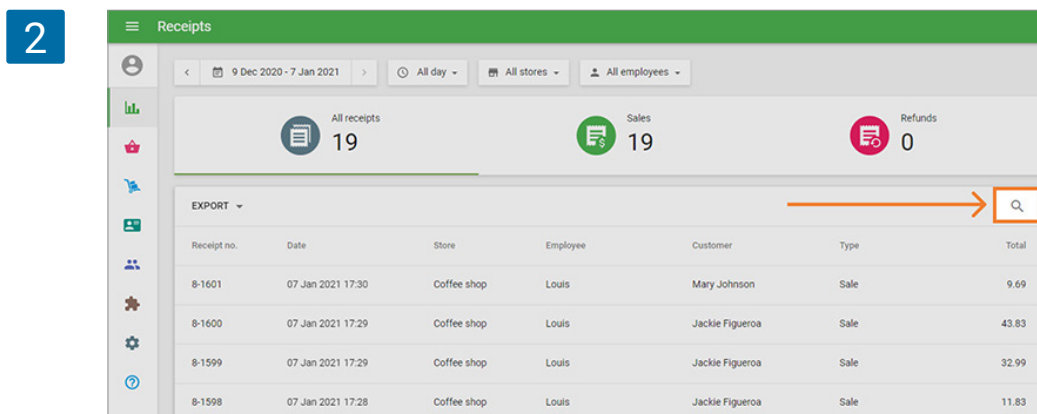 2
Receipts
9 Dec 2020 - 7 Jan 2021
All day
All stores
All employees
All receipts
19
Sales
19
Refunds
0
EXPORT
Receipt no. Date Store Employee Customer Type Total
8-1601 07 Jan 2021 17:30 Coffee shop Louis Mary Johnson Sale 9.69
8-1600 07 Jan 2021 17:29 Coffee shop Louis Jackie Figueroa Sale 43.83
8-1599 07 Jan 2021 17:29 Coffee shop Louis Jackie Figueroa Sale 32.99
8-1598 07 Jan 2021 17:28 Coffee shop Louis Jackie Figueroa Sale 11.83